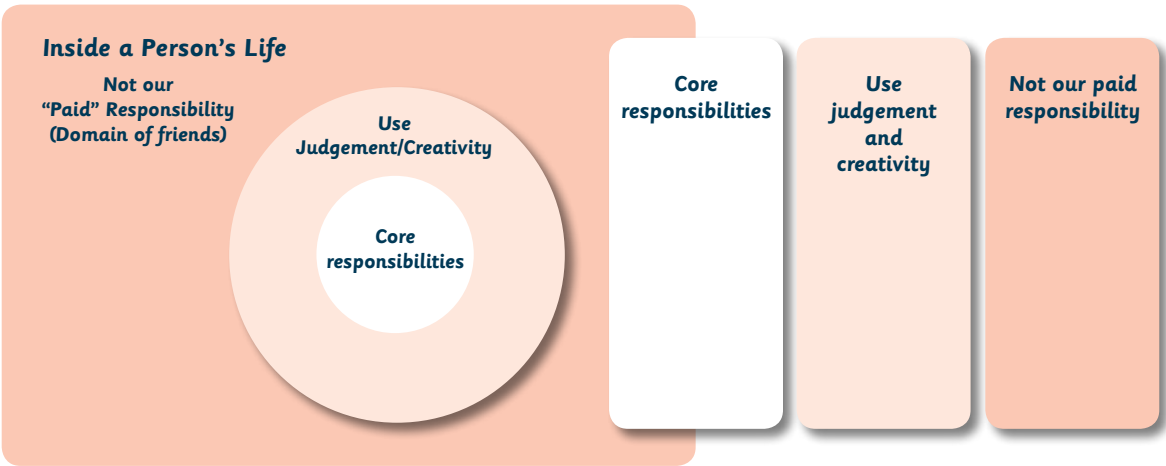 Inside a Person’s Life
Not our
“Paid” Responsibility
(Domain of friends)
Use
Judgement/Creativity
Core
responsibilities
Core
responsibilities
Use
judgement
and
creativity
Not our paid
responsibility